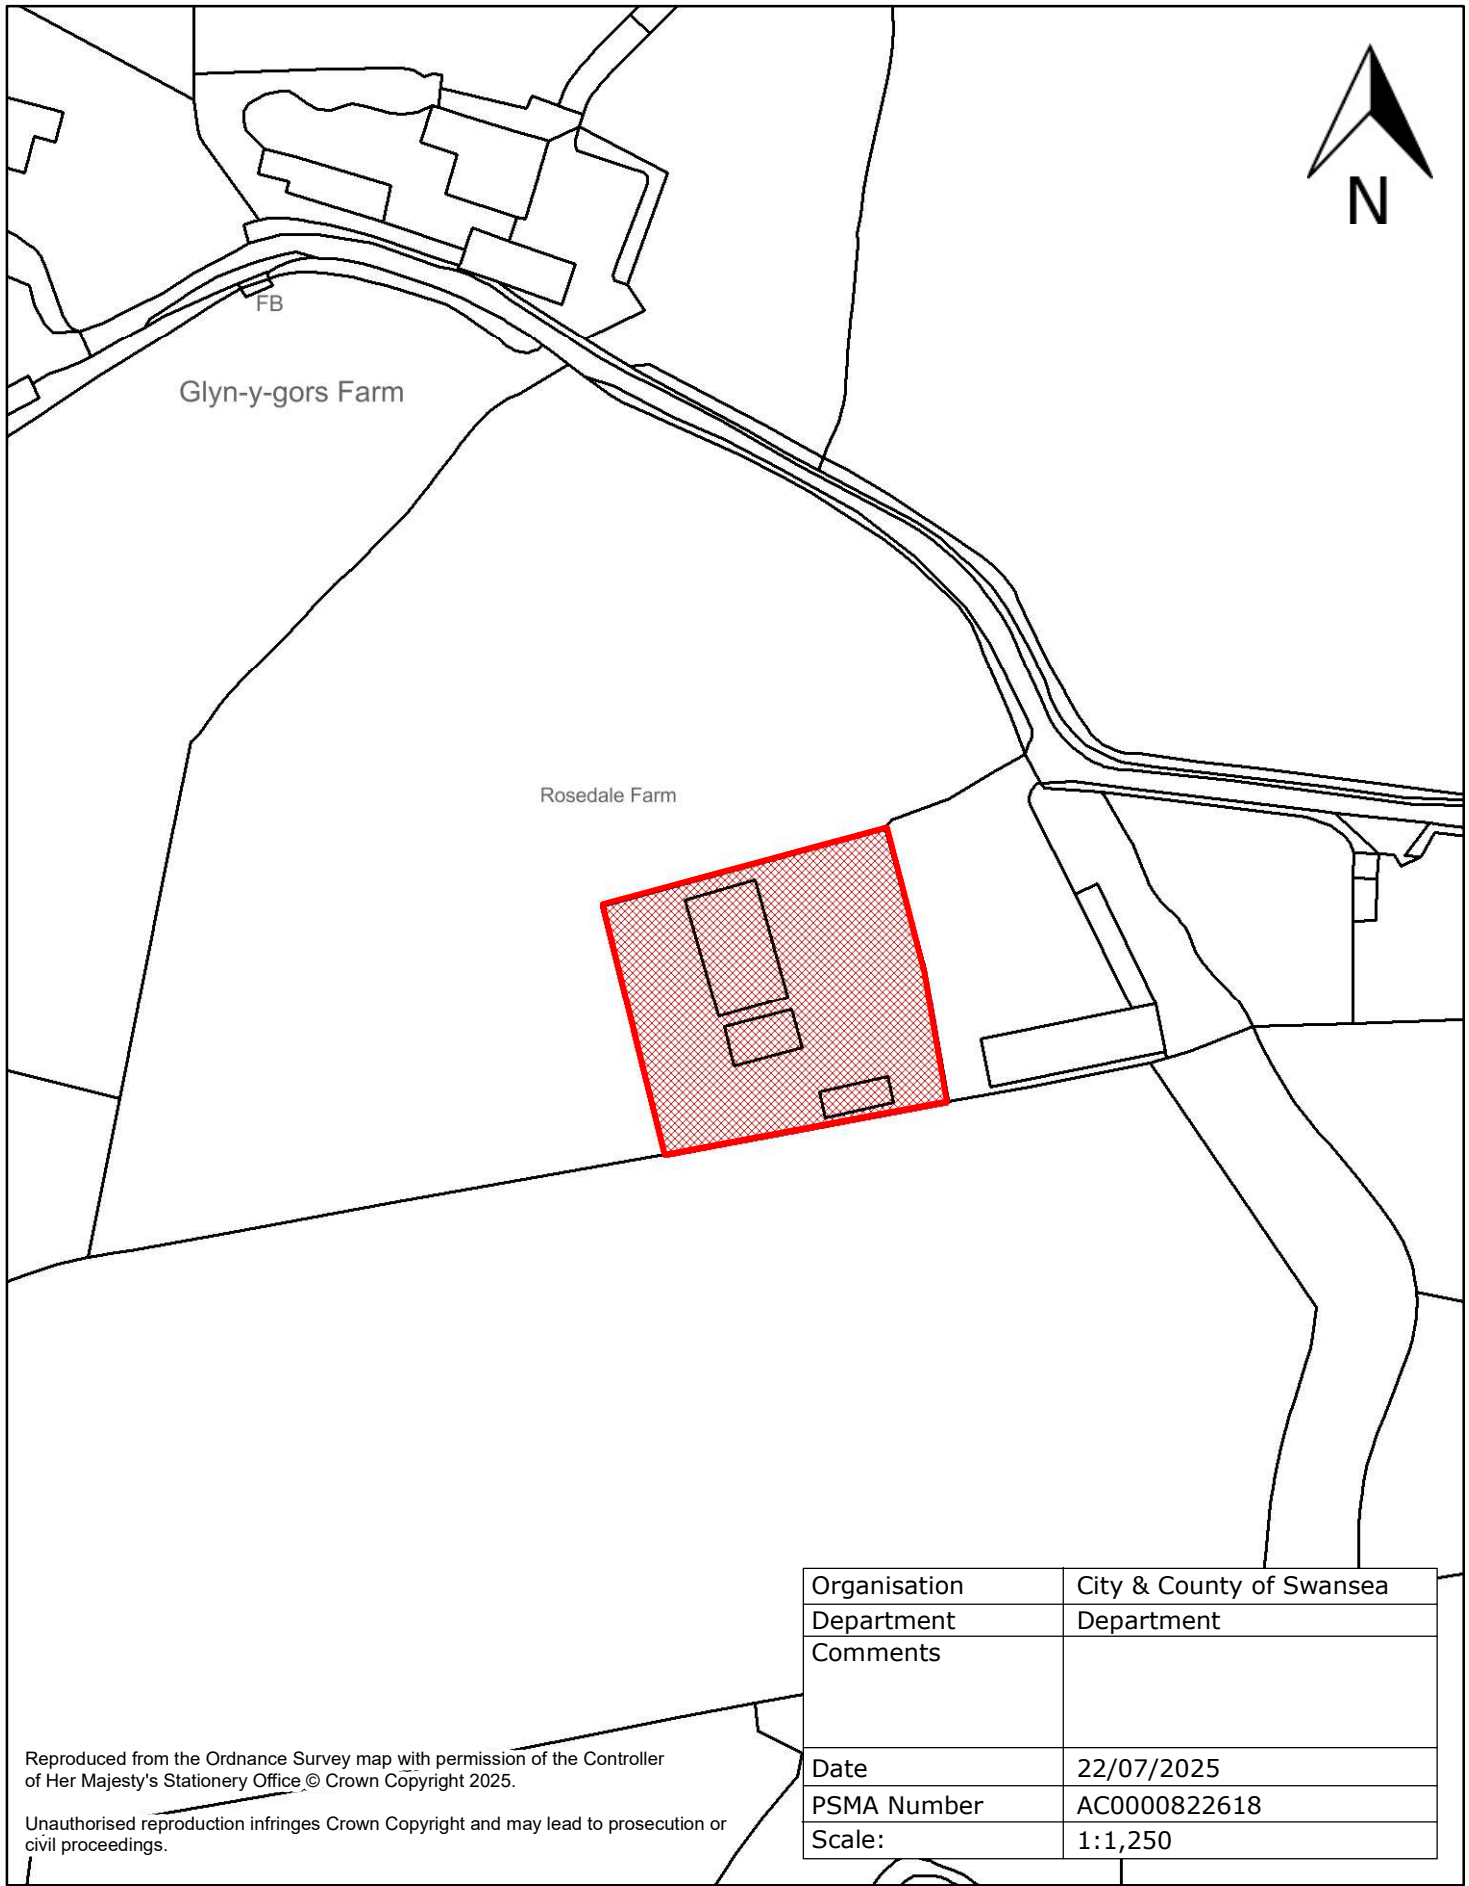 N
FB
Glyn-y-gors Farm
Rosedale Farm
Organisation City & County of Swansea
Department Department
Comments
Date 22/07/2025
PSMA Number AC0000822618
Scale: 1:1,250
Reproduced from the Ordnance Survey map with permission of the Controller
of Her Majesty's Stationery Office © Crown Copyright 2025.
Unauthorised reproduction infringes Crown Copyright and may lead to prosecution or
civil proceedings.